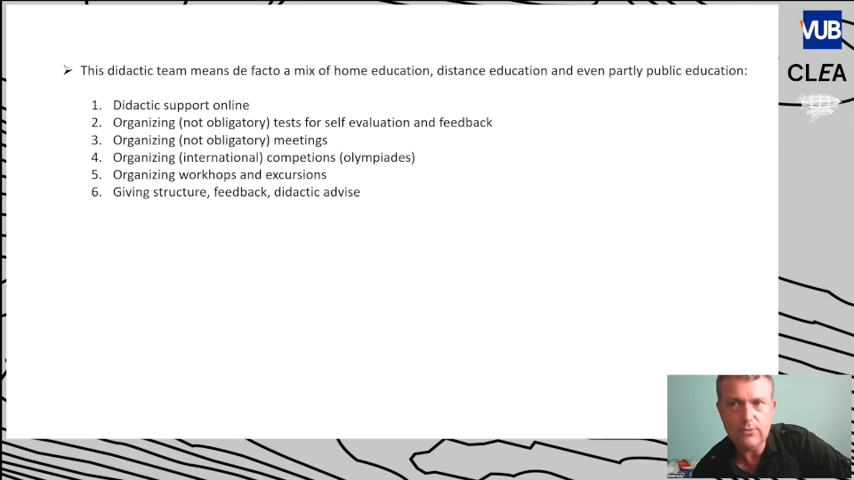 VUB
CLEA
➢ This didactic team means de facto a mix of home education, distance education and even partly public education:
1. Didactic support online
2. Organizing (not obligatory) tests for self evaluation and feedback
3. Organizing (not obligatory) meetings
4. Organizing (international) competions (olympiades)
5. Organizing workhops and excursions
6. Giving structure, feedback, didactic advise